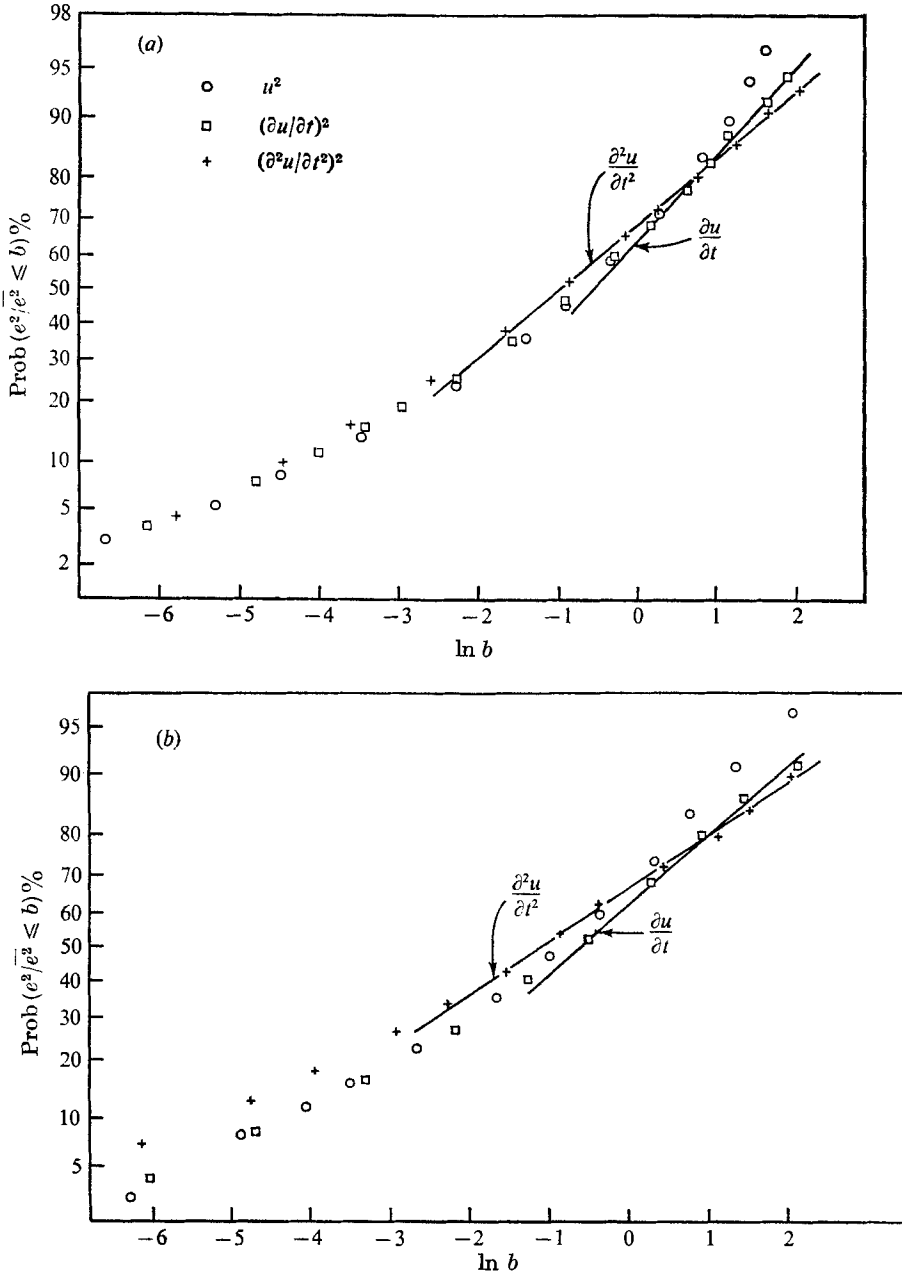 (a)
98
95
90
80
70
60
50
40
30
20
10
5
2
Prob (e²/e̅²̅ ⩽ b) %
○ u²
□ (∂u/∂t)²
+ (∂²u/∂t²)²
∂²u/∂t²
∂u/∂t
−6 −5 −4 −3 −2 −1 0 1 2
ln b
(b)
95
90
80
70
60
50
40
30
20
10
5
Prob (e²/e̅²̅ ⩽ b) %
∂²u/∂t²
∂u/∂t
−6 −5 −4 −3 −2 −1 0 1 2
ln b